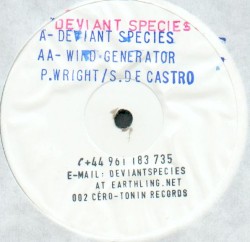 DEVIANT SPECIES
A- DEVIANT SPECIES
AA- WIND GENERATOR
P.WRIGHT/S.DE CASTRO
✆+44 961 183 735
E-MAIL: DEVIANTSPECIES
AT EARTHLING.NET
002 CERO-TONIN RECORDS